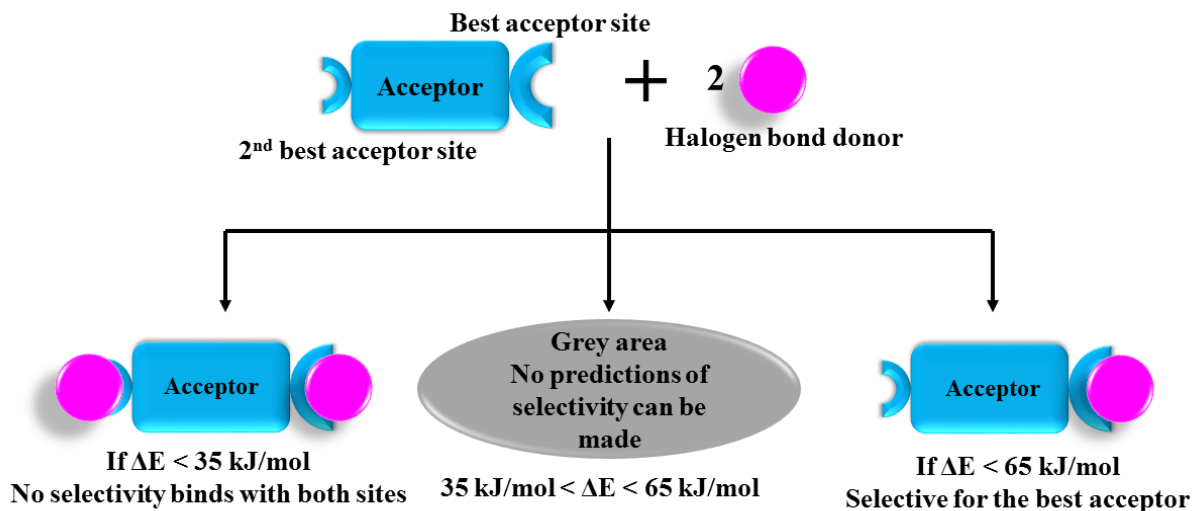 Best acceptor site
Acceptor
2
2nd best acceptor site
Halogen bond donor
Acceptor
If ΔE < 35 kJ/mol
No selectivity binds with both sites
Grey area
No predictions of
selectivity can be
made
35 kJ/mol < ΔE < 65 kJ/mol
Acceptor
If ΔE < 65 kJ/mol
Selective for the best acceptor